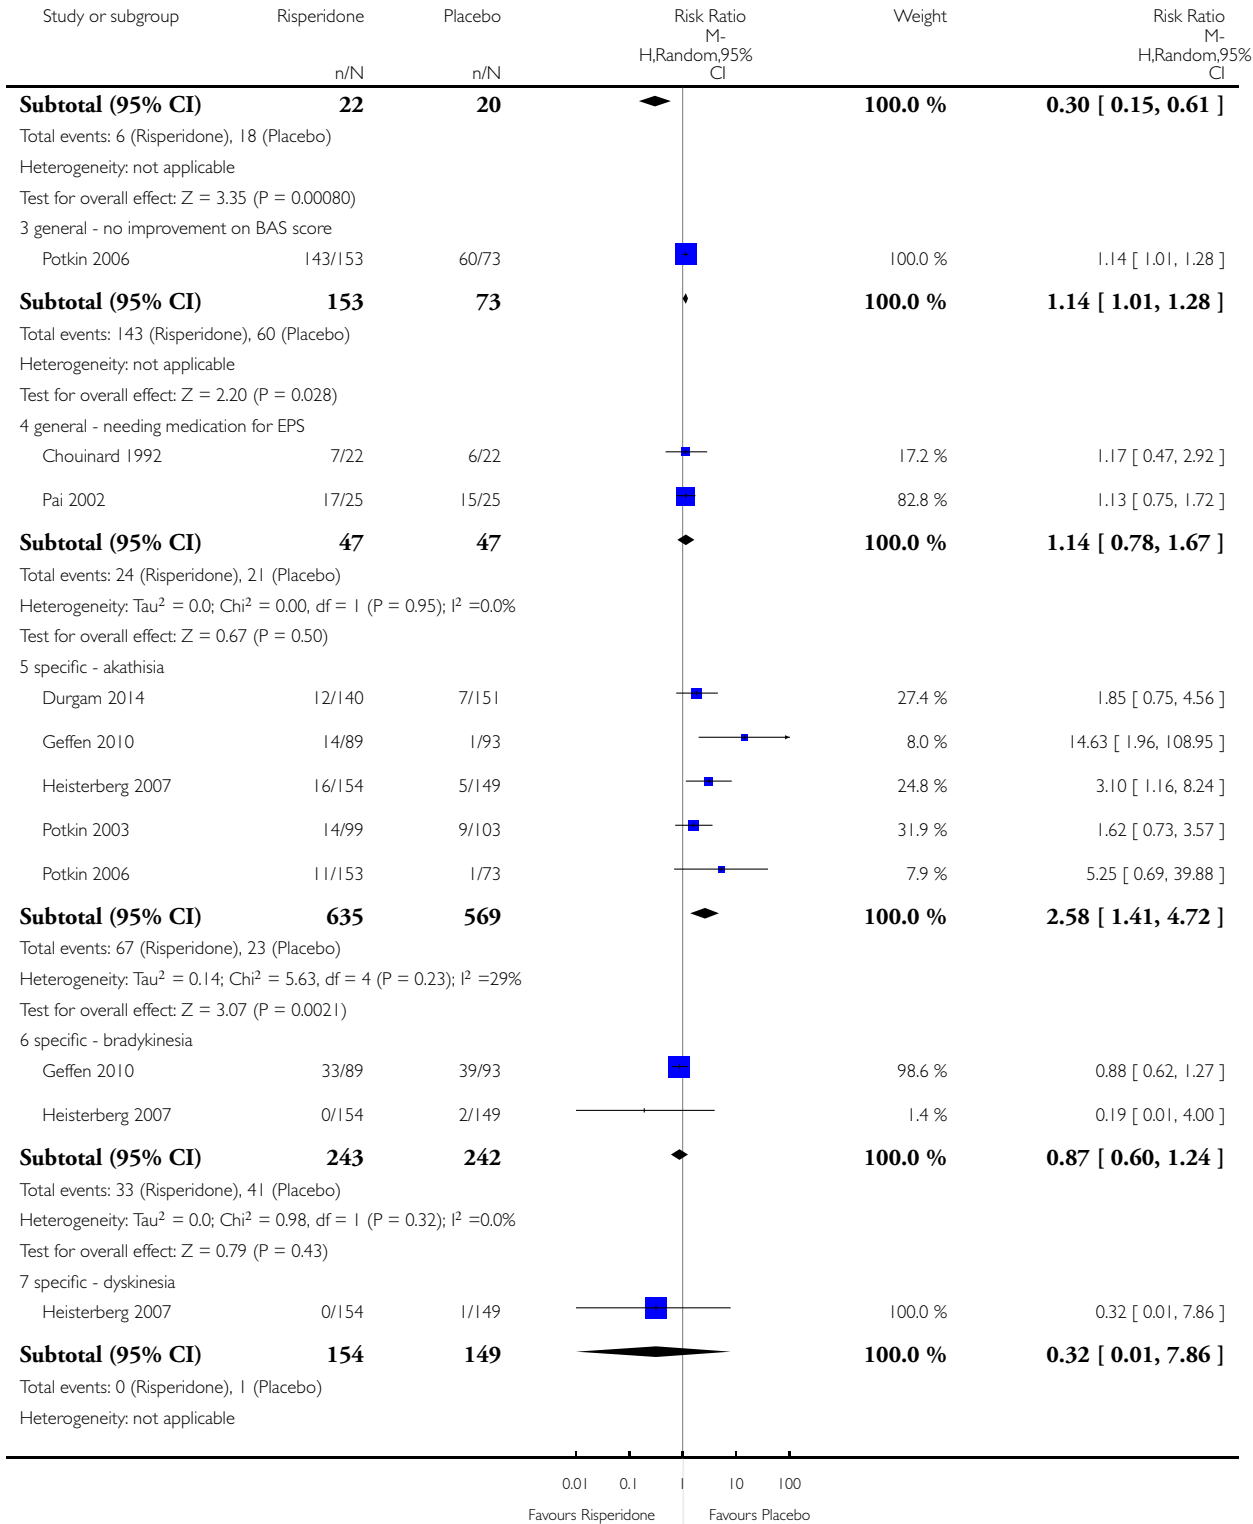 Study or subgroup Risperidone Placebo Risk Ratio Weight Risk Ratio
M- M-
H,Random,95% H,Random,95%
n/N n/N CI CI
Subtotal (95% CI) 22 20 100.0 % 0.30 [ 0.15, 0.61 ]
Total events: 6 (Risperidone), 18 (Placebo)
Heterogeneity: not applicable
Test for overall effect: Z = 3.35 (P = 0.00080)
3 general - no improvement on BAS score
Potkin 2006 143/153 60/73 100.0 % 1.14 [ 1.01, 1.28 ]
Subtotal (95% CI) 153 73 100.0 % 1.14 [ 1.01, 1.28 ]
Total events: 143 (Risperidone), 60 (Placebo)
Heterogeneity: not applicable
Test for overall effect: Z = 2.20 (P = 0.028)
4 general - needing medication for EPS
Chouinard 1992 7/22 6/22 17.2 % 1.17 [ 0.47, 2.92 ]
Pai 2002 17/25 15/25 82.8 % 1.13 [ 0.75, 1.72 ]
Subtotal (95% CI) 47 47 100.0 % 1.14 [ 0.78, 1.67 ]
Total events: 24 (Risperidone), 21 (Placebo)
Heterogeneity: Tau² = 0.0; Chi² = 0.00, df = 1 (P = 0.95); I² =0.0%
Test for overall effect: Z = 0.67 (P = 0.50)
5 specific - akathisia
Durgam 2014 12/140 7/151 27.4 % 1.85 [ 0.75, 4.56 ]
Geffen 2010 14/89 1/93 8.0 % 14.63 [ 1.96, 108.95 ]
Heisterberg 2007 16/154 5/149 24.8 % 3.10 [ 1.16, 8.24 ]
Potkin 2003 14/99 9/103 31.9 % 1.62 [ 0.73, 3.57 ]
Potkin 2006 11/153 1/73 7.9 % 5.25 [ 0.69, 39.88 ]
Subtotal (95% CI) 635 569 100.0 % 2.58 [ 1.41, 4.72 ]
Total events: 67 (Risperidone), 23 (Placebo)
Heterogeneity: Tau² = 0.14; Chi² = 5.63, df = 4 (P = 0.23); I² =29%
Test for overall effect: Z = 3.07 (P = 0.0021)
6 specific - bradykinesia
Geffen 2010 33/89 39/93 98.6 % 0.88 [ 0.62, 1.27 ]
Heisterberg 2007 0/154 2/149 1.4 % 0.19 [ 0.01, 4.00 ]
Subtotal (95% CI) 243 242 100.0 % 0.87 [ 0.60, 1.24 ]
Total events: 33 (Risperidone), 41 (Placebo)
Heterogeneity: Tau² = 0.0; Chi² = 0.98, df = 1 (P = 0.32); I² =0.0%
Test for overall effect: Z = 0.79 (P = 0.43)
7 specific - dyskinesia
Heisterberg 2007 0/154 1/149 100.0 % 0.32 [ 0.01, 7.86 ]
Subtotal (95% CI) 154 149 100.0 % 0.32 [ 0.01, 7.86 ]
Total events: 0 (Risperidone), 1 (Placebo)
Heterogeneity: not applicable
0.01 0.1 1 10 100
Favours Risperidone Favours Placebo